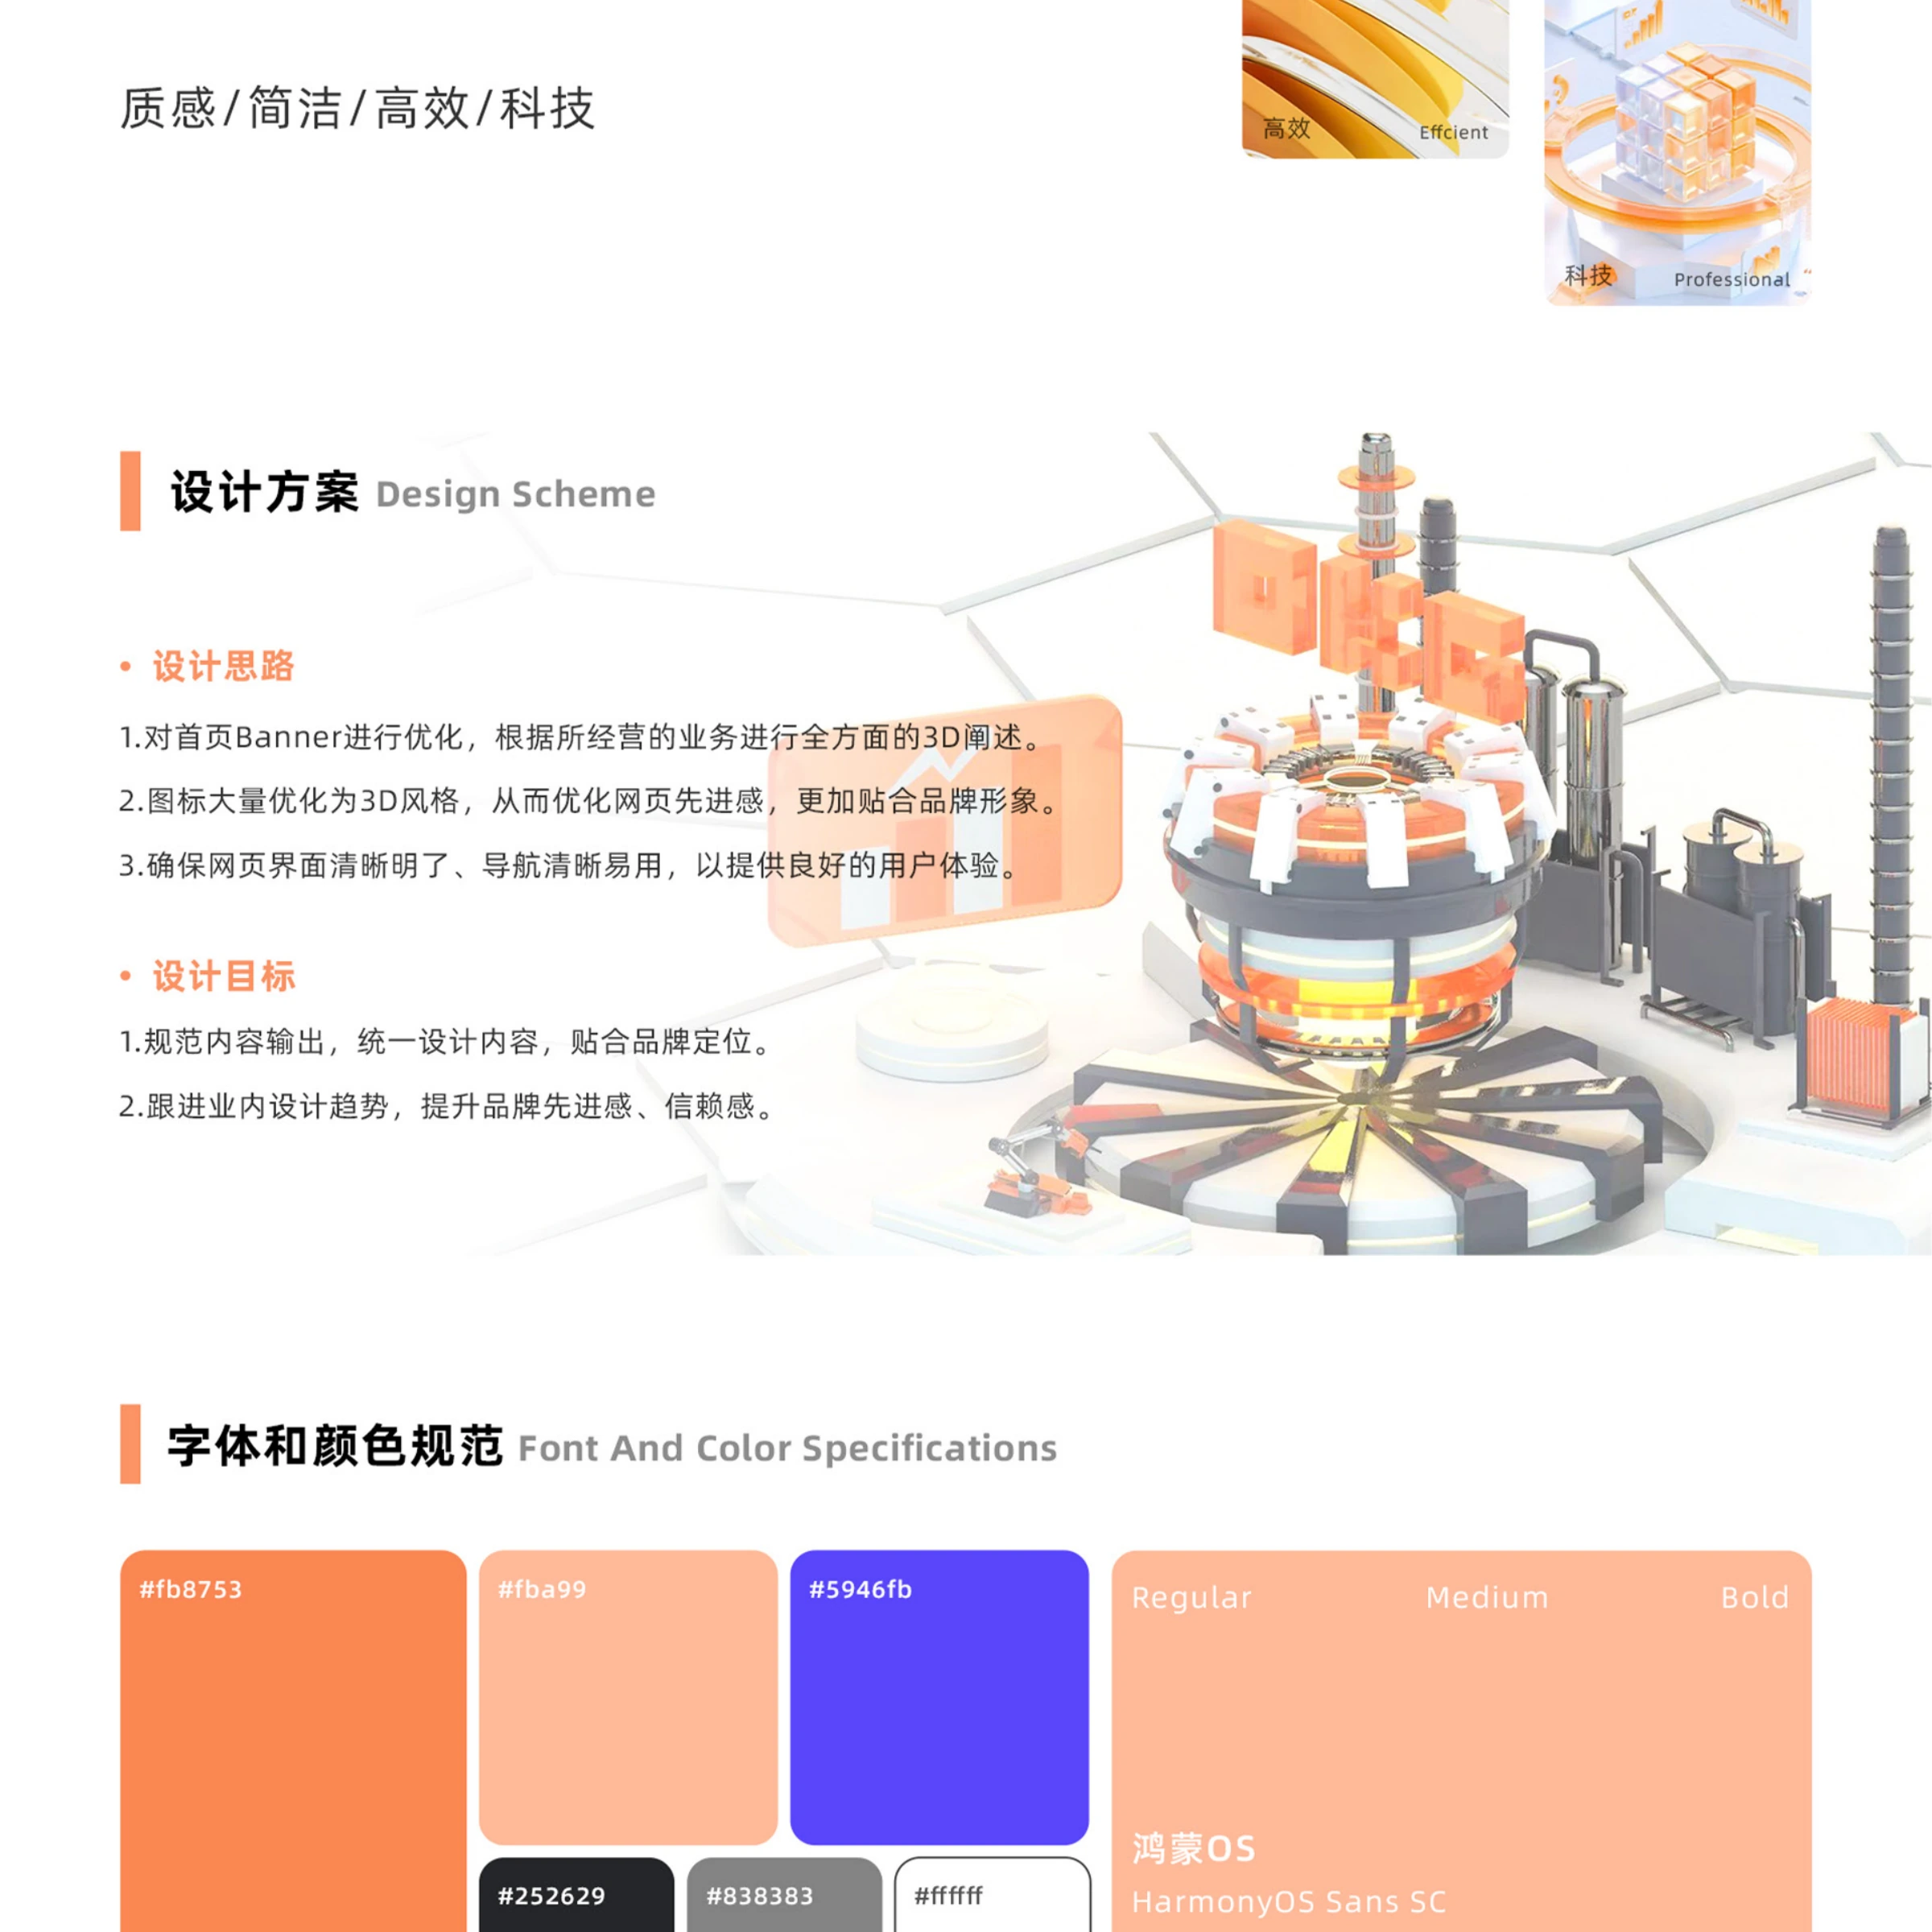 质感/简洁/高效/科技
高效 Effcient
科技 Professional
设计方案 Design Scheme
• 设计思路
1.对首页Banner进行优化，根据所经营的业务进行全方面的3D阐述。
2.图标大量优化为3D风格，从而优化网页先进感，更加贴合品牌形象。
3.确保网页界面清晰明了、导航清晰易用，以提供良好的用户体验。
• 设计目标
1.规范内容输出，统一设计内容，贴合品牌定位。
2.跟进业内设计趋势，提升品牌先进感、信赖感。
字体和颜色规范 Font And Color Specifications
#fb8753
#fba99
#5946fb
#252629
#838383
#ffffff
Regular Medium Bold
鸿蒙OS
HarmonyOS Sans SC